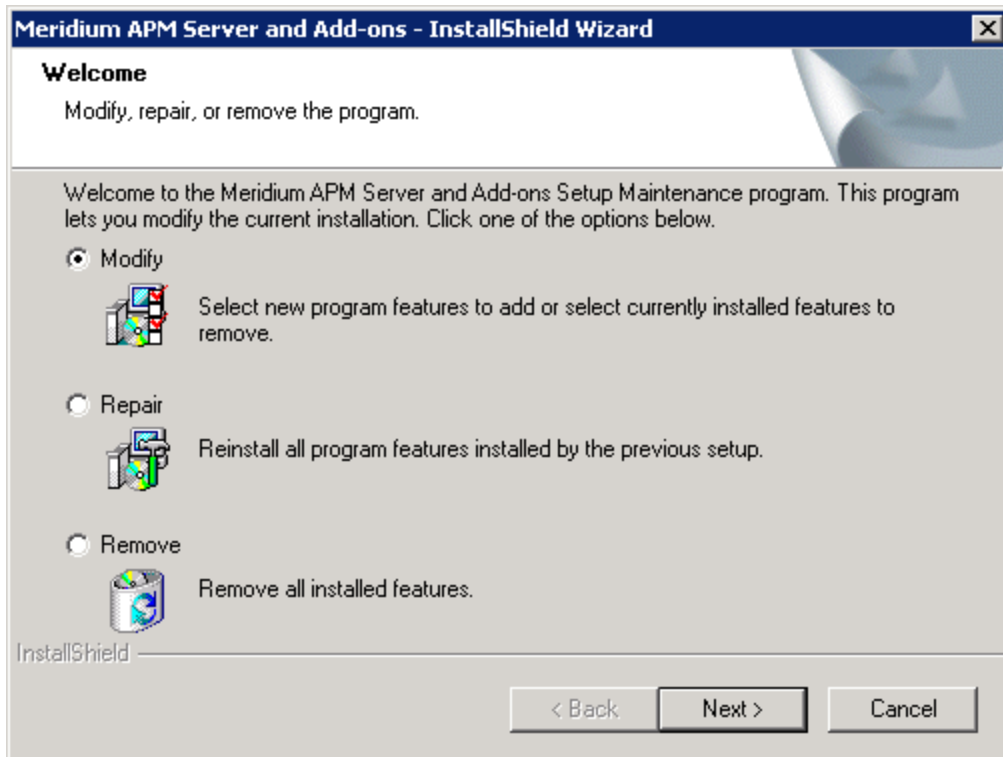 Meridium APM Server and Add-ons - InstallShield Wizard
Welcome
Modify, repair, or remove the program.
Welcome to the Meridium APM Server and Add-ons Setup Maintenance program. This program
lets you modify the current installation. Click one of the options below.
Modify
Select new program features to add or select currently installed features to
remove.
Repair
Reinstall all program features installed by the previous setup.
Remove
Remove all installed features.
InstallShield
< Back
Next >
Cancel